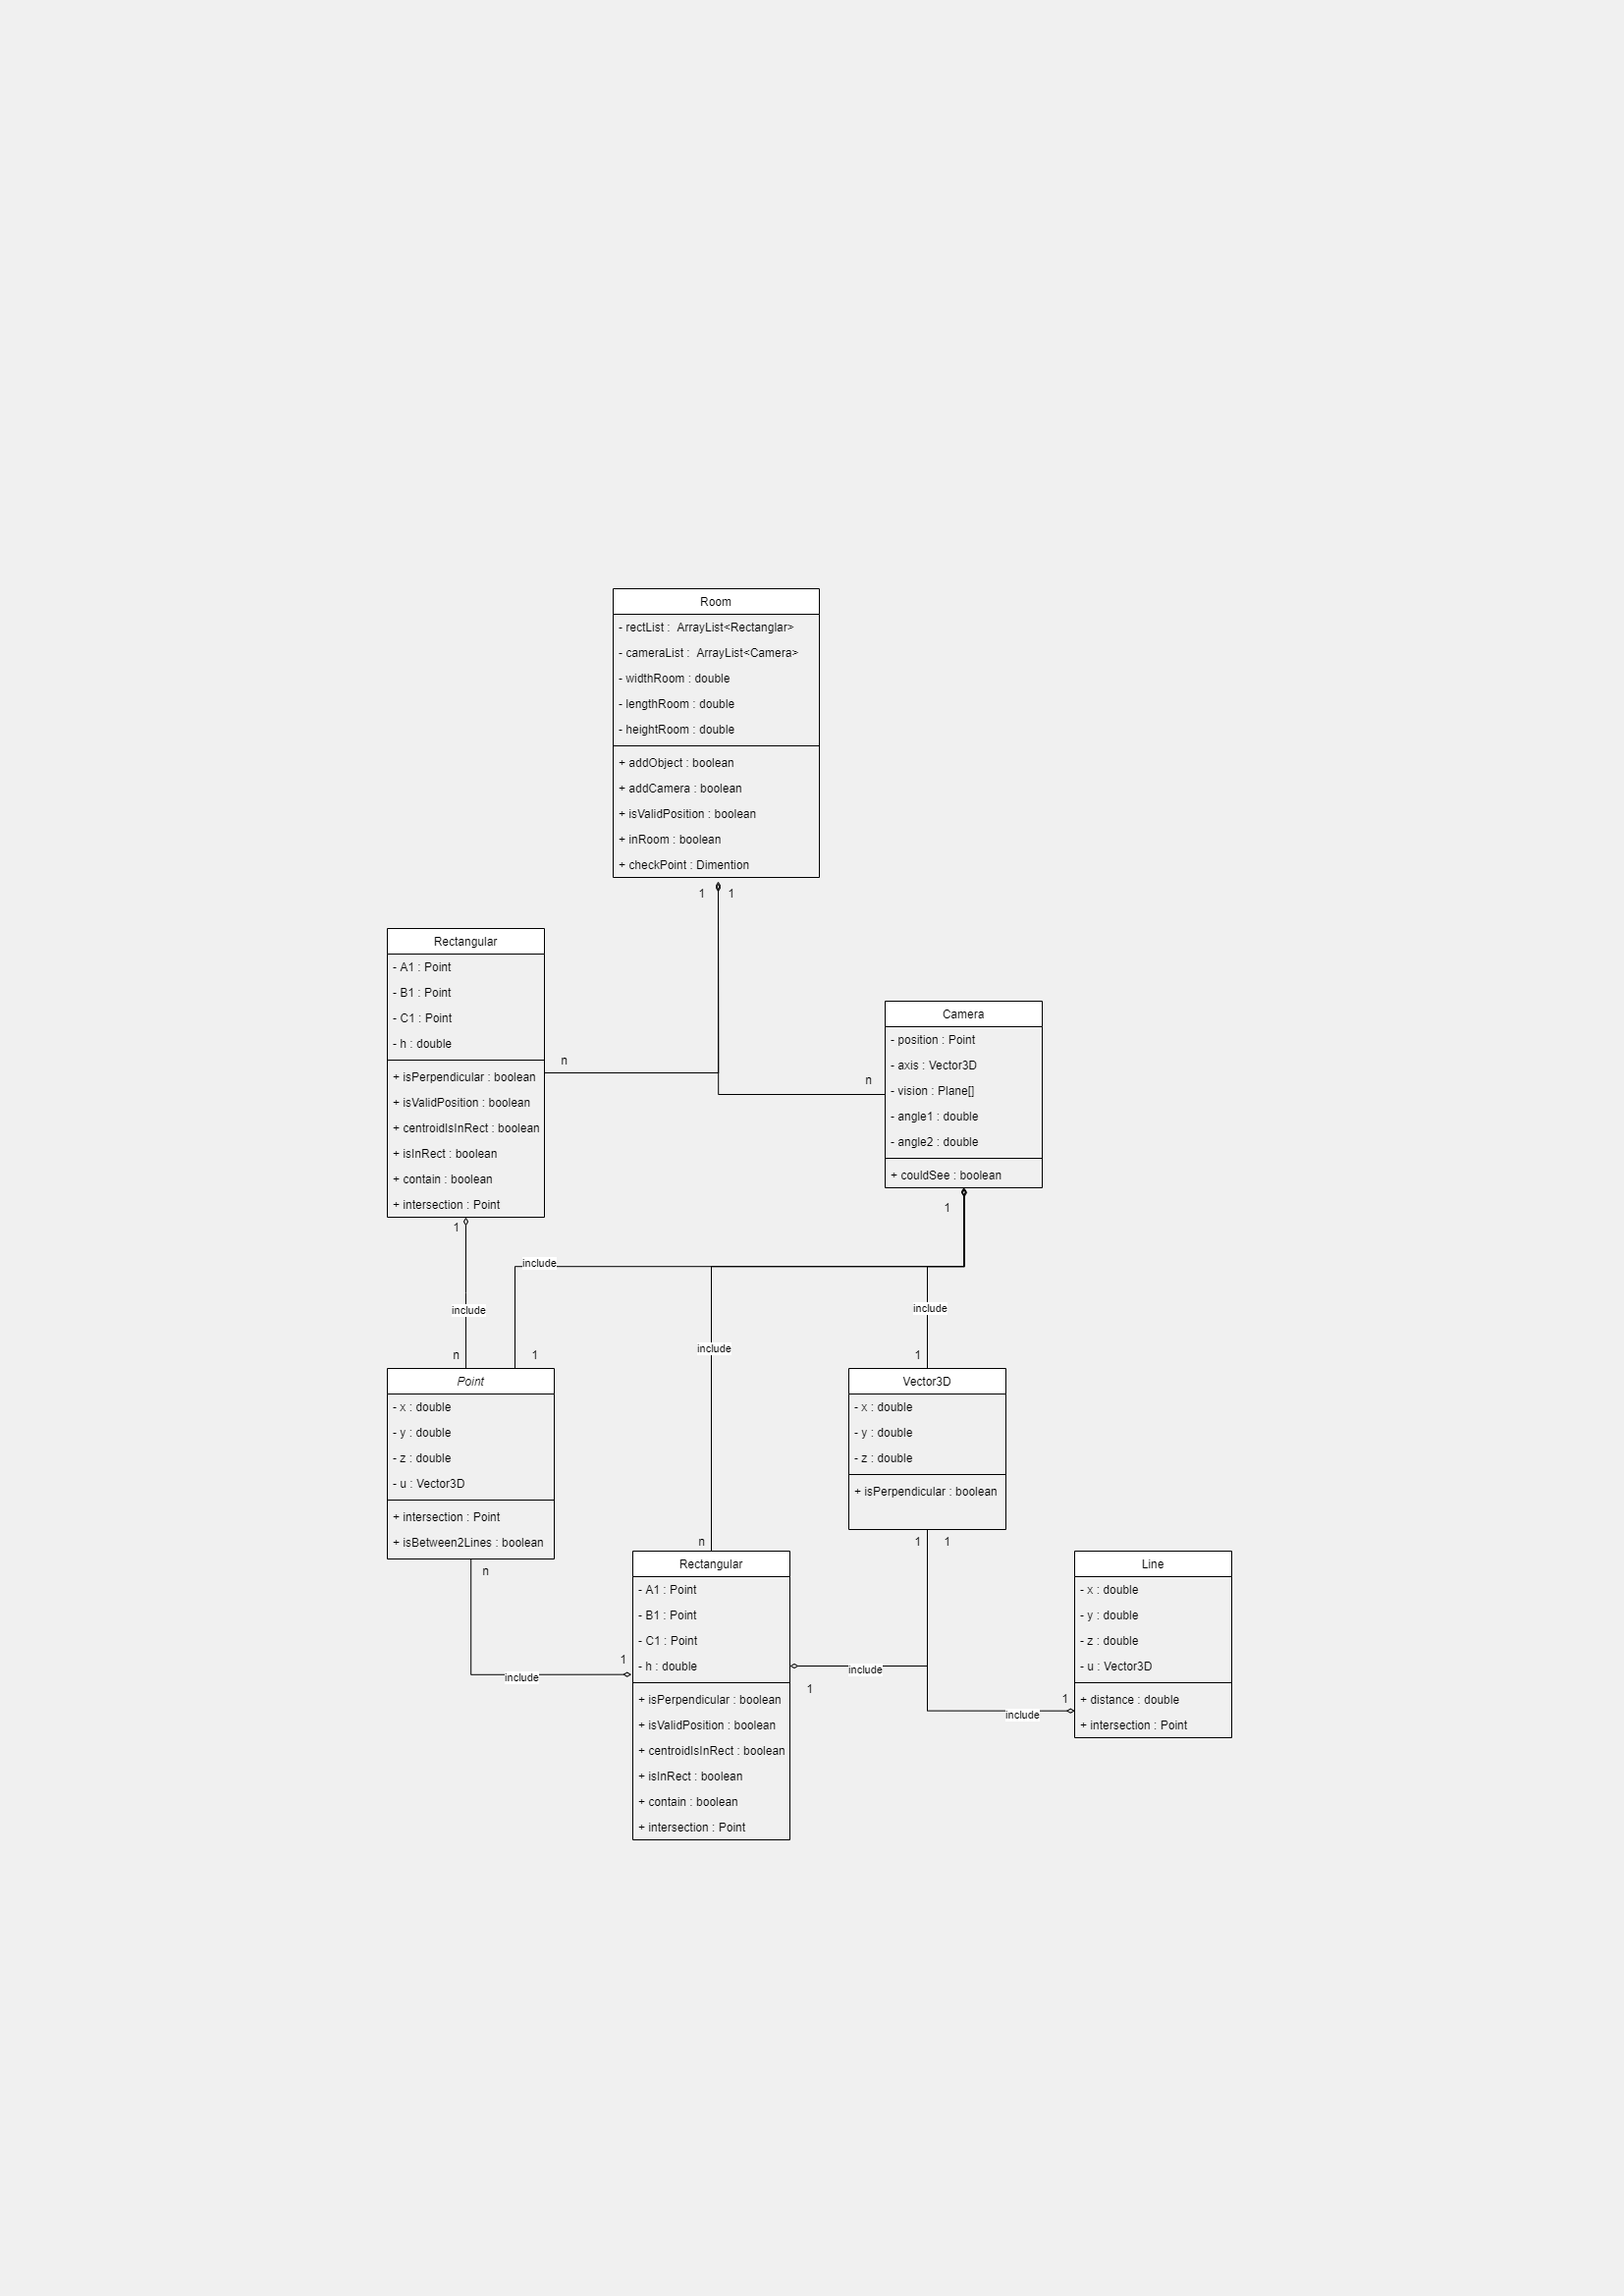 Room
- rectList :  ArrayList<Rectanglar>
- cameraList :  ArrayList<Camera>
- widthRoom : double
- lengthRoom : double
- heightRoom : double
+ addObject : boolean
+ addCamera : boolean
+ isValidPosition : boolean
+ inRoom : boolean
+ checkPoint : Dimention
1
1
Rectangular
- A1 : Point
- B1 : Point
- C1 : Point
- h : double
+ isPerpendicular : boolean
+ isValidPosition : boolean
+ centroidIsInRect : boolean
+ isInRect : boolean
+ contain : boolean
+ intersection : Point
n
n
Camera
- position : Point
- axis : Vector3D
- vision : Plane[]
- angle1 : double
- angle2 : double
+ couldSee : boolean
1
1
include
include
include
include
n
1
1
Point
- x : double
- y : double
- z : double
- u : Vector3D
+ intersection : Point
+ isBetween2Lines : boolean
Vector3D
- x : double
- y : double
- z : double
+ isPerpendicular : boolean
n
n
1
1
Rectangular
- A1 : Point
- B1 : Point
- C1 : Point
- h : double
+ isPerpendicular : boolean
+ isValidPosition : boolean
+ centroidIsInRect : boolean
+ isInRect : boolean
+ contain : boolean
+ intersection : Point
Line
- x : double
- y : double
- z : double
- u : Vector3D
+ distance : double
+ intersection : Point
1
include
include
1
1
include